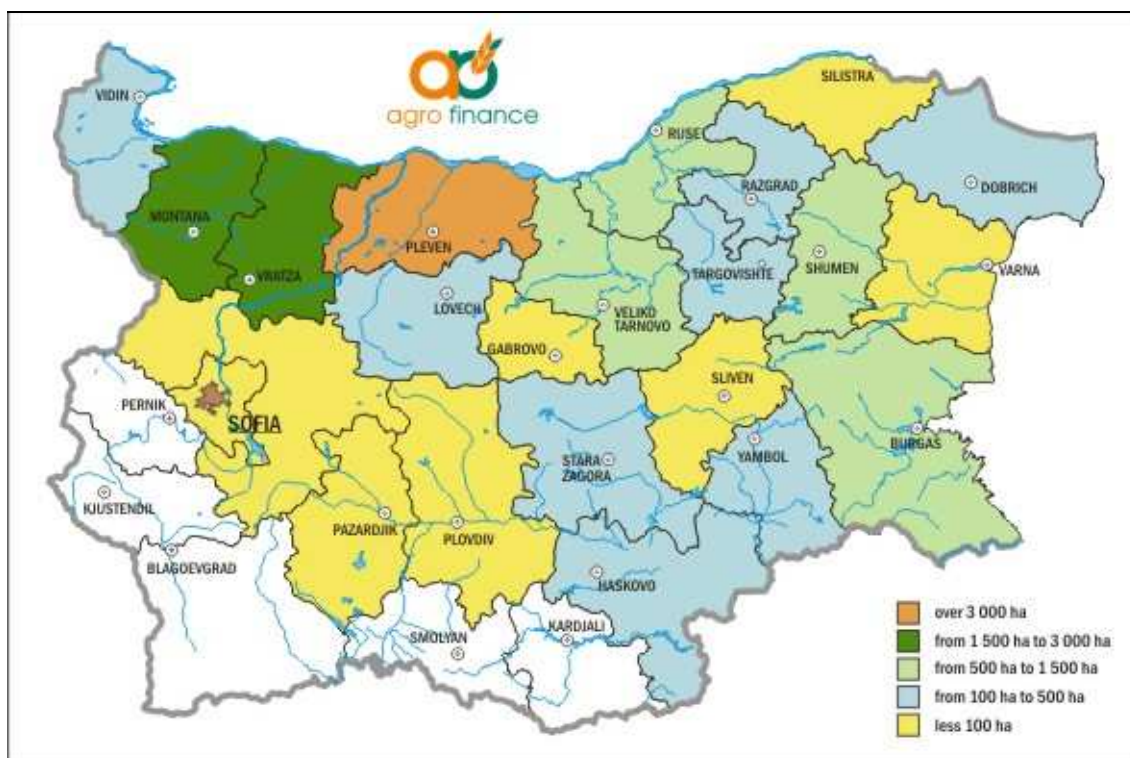 agro finance
VIDIN
SILISTRA
RUSE
DOBRICH
RAZGRAD
MONTANA
PLEVEN
VRATZA
LOVECH
TARGOVISHTE
SHUMEN
VARNA
VELIKO
TARNOVO
GABROVO
SLIVEN
PERNIK
SOFIA
BURGAS
YAMBOL
STARA
ZAGORA
KJUSTENDIL
PAZARDJIK
PLOVDIV
BLAGOEVGRAD
HASKOVO
SMOLYAN
KARDJALI
over 3 000 ha
from 1 500 ha to 3 000 ha
from 500 ha to 1 500 ha
from 100 ha to 500 ha
less 100 ha